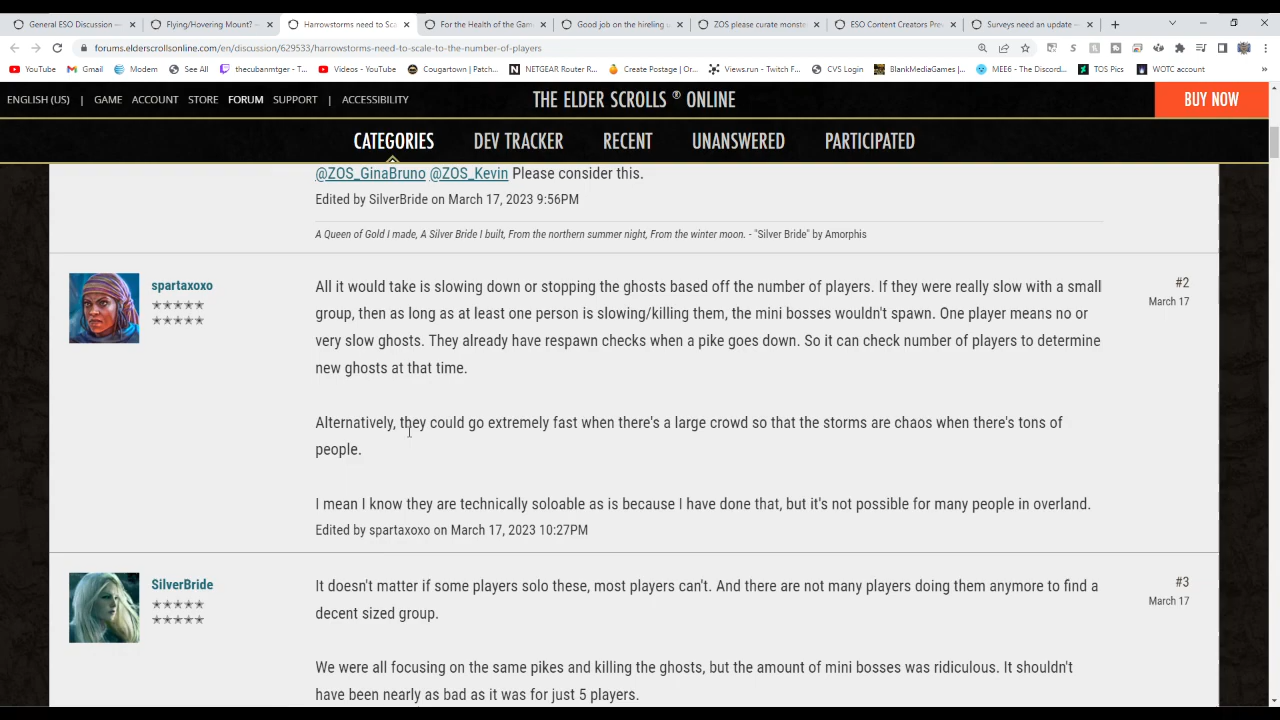 General ESO Discussion —
Flying/Hovering Mount? –
Harrowstorms need to Sca
For the Health of the Gam
Good job on the hireling u
ZOS please curate monste
ESO Content Creators Pre
Surveys need an update –
forums.elderscrollsonline.com/en/discussion/629533/harrowstorms-need-to-scale-to-the-number-of-players
YouTube
Gmail
Modem
See All
thecubanmtger - T...
Videos - YouTube
Cougartown | Patch...
NETGEAR Router R...
Create Postage | Or...
Views.run - Twitch F...
CVS Login
BlankMediaGames |...
MEE6 - The Discord...
TOS Pics
WOTC account
»
ENGLISH (US) | GAME ACCOUNT STORE FORUM SUPPORT | ACCESSIBILITY
THE ELDER SCROLLS ® ONLINE
BUY NOW
CATEGORIES DEV TRACKER RECENT UNANSWERED PARTICIPATED
@ZOS_GinaBruno @ZOS_Kevin Please consider this.
Edited by SilverBride on March 17, 2023 9:56PM
A Queen of Gold I made, A Silver Bride I built, From the northern summer night, From the winter moon. - "Silver Bride" by Amorphis
spartaxoxo
#2
March 17
All it would take is slowing down or stopping the ghosts based off the number of players. If they were really slow with a small
group, then as long as at least one person is slowing/killing them, the mini bosses wouldn't spawn. One player means no or
very slow ghosts. They already have respawn checks when a pike goes down. So it can check number of players to determine
new ghosts at that time.
Alternatively, they could go extremely fast when there's a large crowd so that the storms are chaos when there's tons of
people.
I mean I know they are technically soloable as is because I have done that, but it's not possible for many people in overland.
Edited by spartaxoxo on March 17, 2023 10:27PM
SilverBride
#3
March 17
It doesn't matter if some players solo these, most players can't. And there are not many players doing them anymore to find a
decent sized group.
We were all focusing on the same pikes and killing the ghosts, but the amount of mini bosses was ridiculous. It shouldn't
have been nearly as bad as it was for just 5 players.